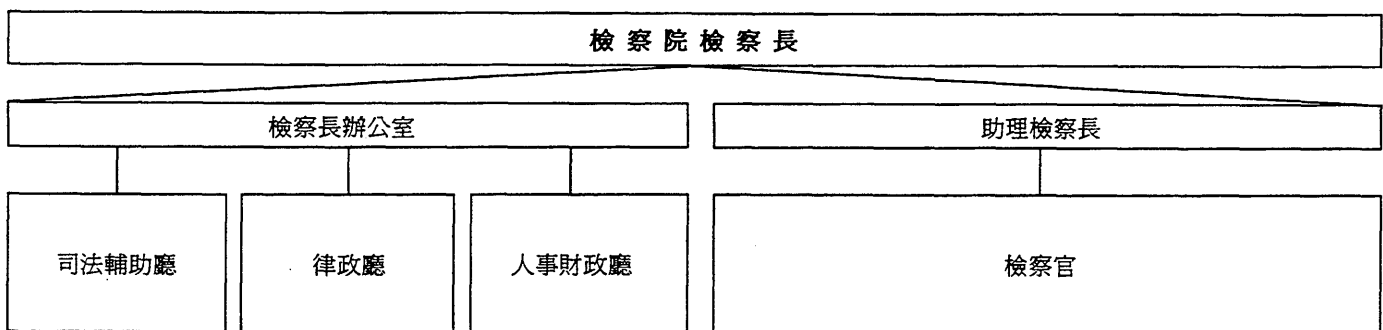 檢察院檢察長
檢察長辦公室
助理檢察長
司法輔助廳
律政廳
人事財政廳
檢察官